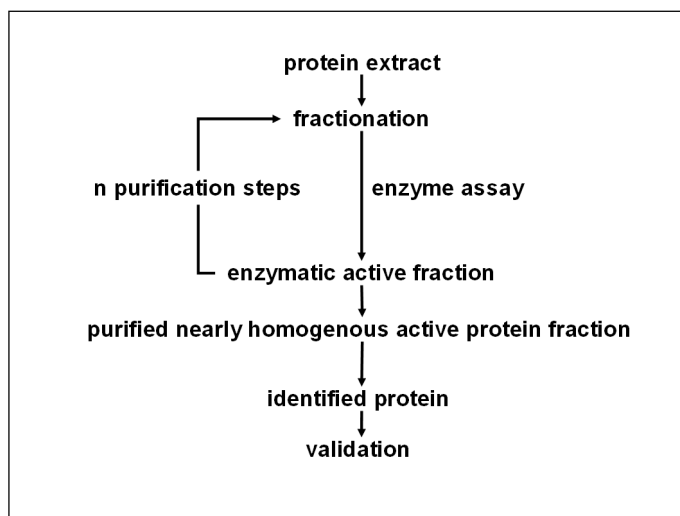 protein extract
fractionation
n purification steps
enzyme assay
enzymatic active fraction
purified nearly homogenous active protein fraction
identified protein
validation